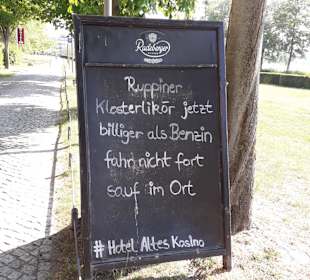 Radeberger
Ruppiner
Klosterlikör jetzt
billiger als Benzin
fahr nicht fort
sauf im Ort
# Hotel Altes Kasino